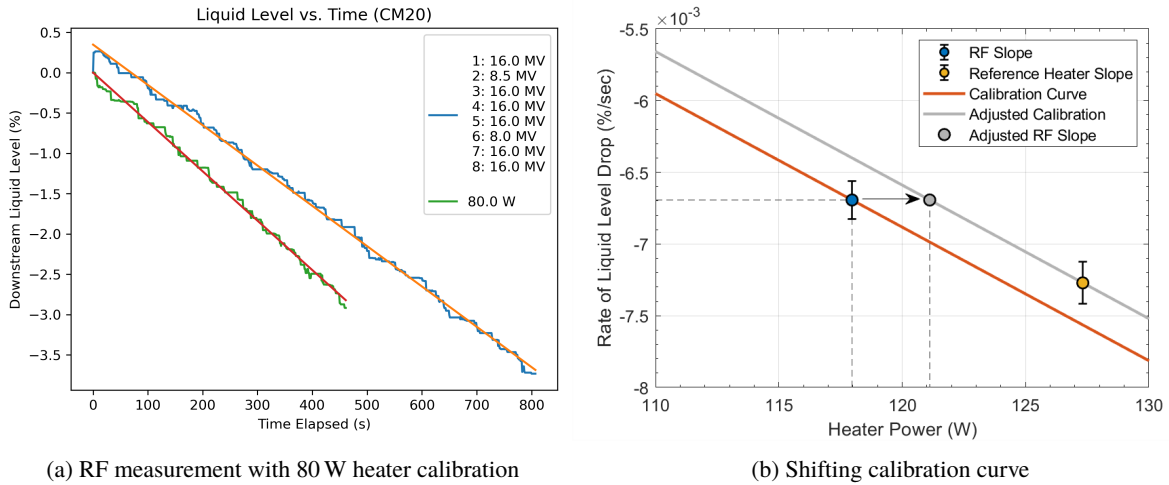 Liquid Level vs. Time (CM20)
Downstream Liquid Level (%)
0.5
0.0
−0.5
−1.0
−1.5
−2.0
−2.5
−3.0
−3.5
1: 16.0 MV
2: 8.5 MV
3: 16.0 MV
4: 16.0 MV
5: 16.0 MV
6: 8.0 MV
7: 16.0 MV
8: 16.0 MV
80.0 W
0 100 200 300 400 500 600 700 800
Time Elapsed (s)
(a) RF measurement with 80 W heater calibration
×10⁻³
Rate of Liquid Level Drop (%/sec)
-5.5
-6
-6.5
-7
-7.5
-8
RF Slope
Reference Heater Slope
Calibration Curve
Adjusted Calibration
Adjusted RF Slope
110 115 120 125 130
Heater Power (W)
(b) Shifting calibration curve